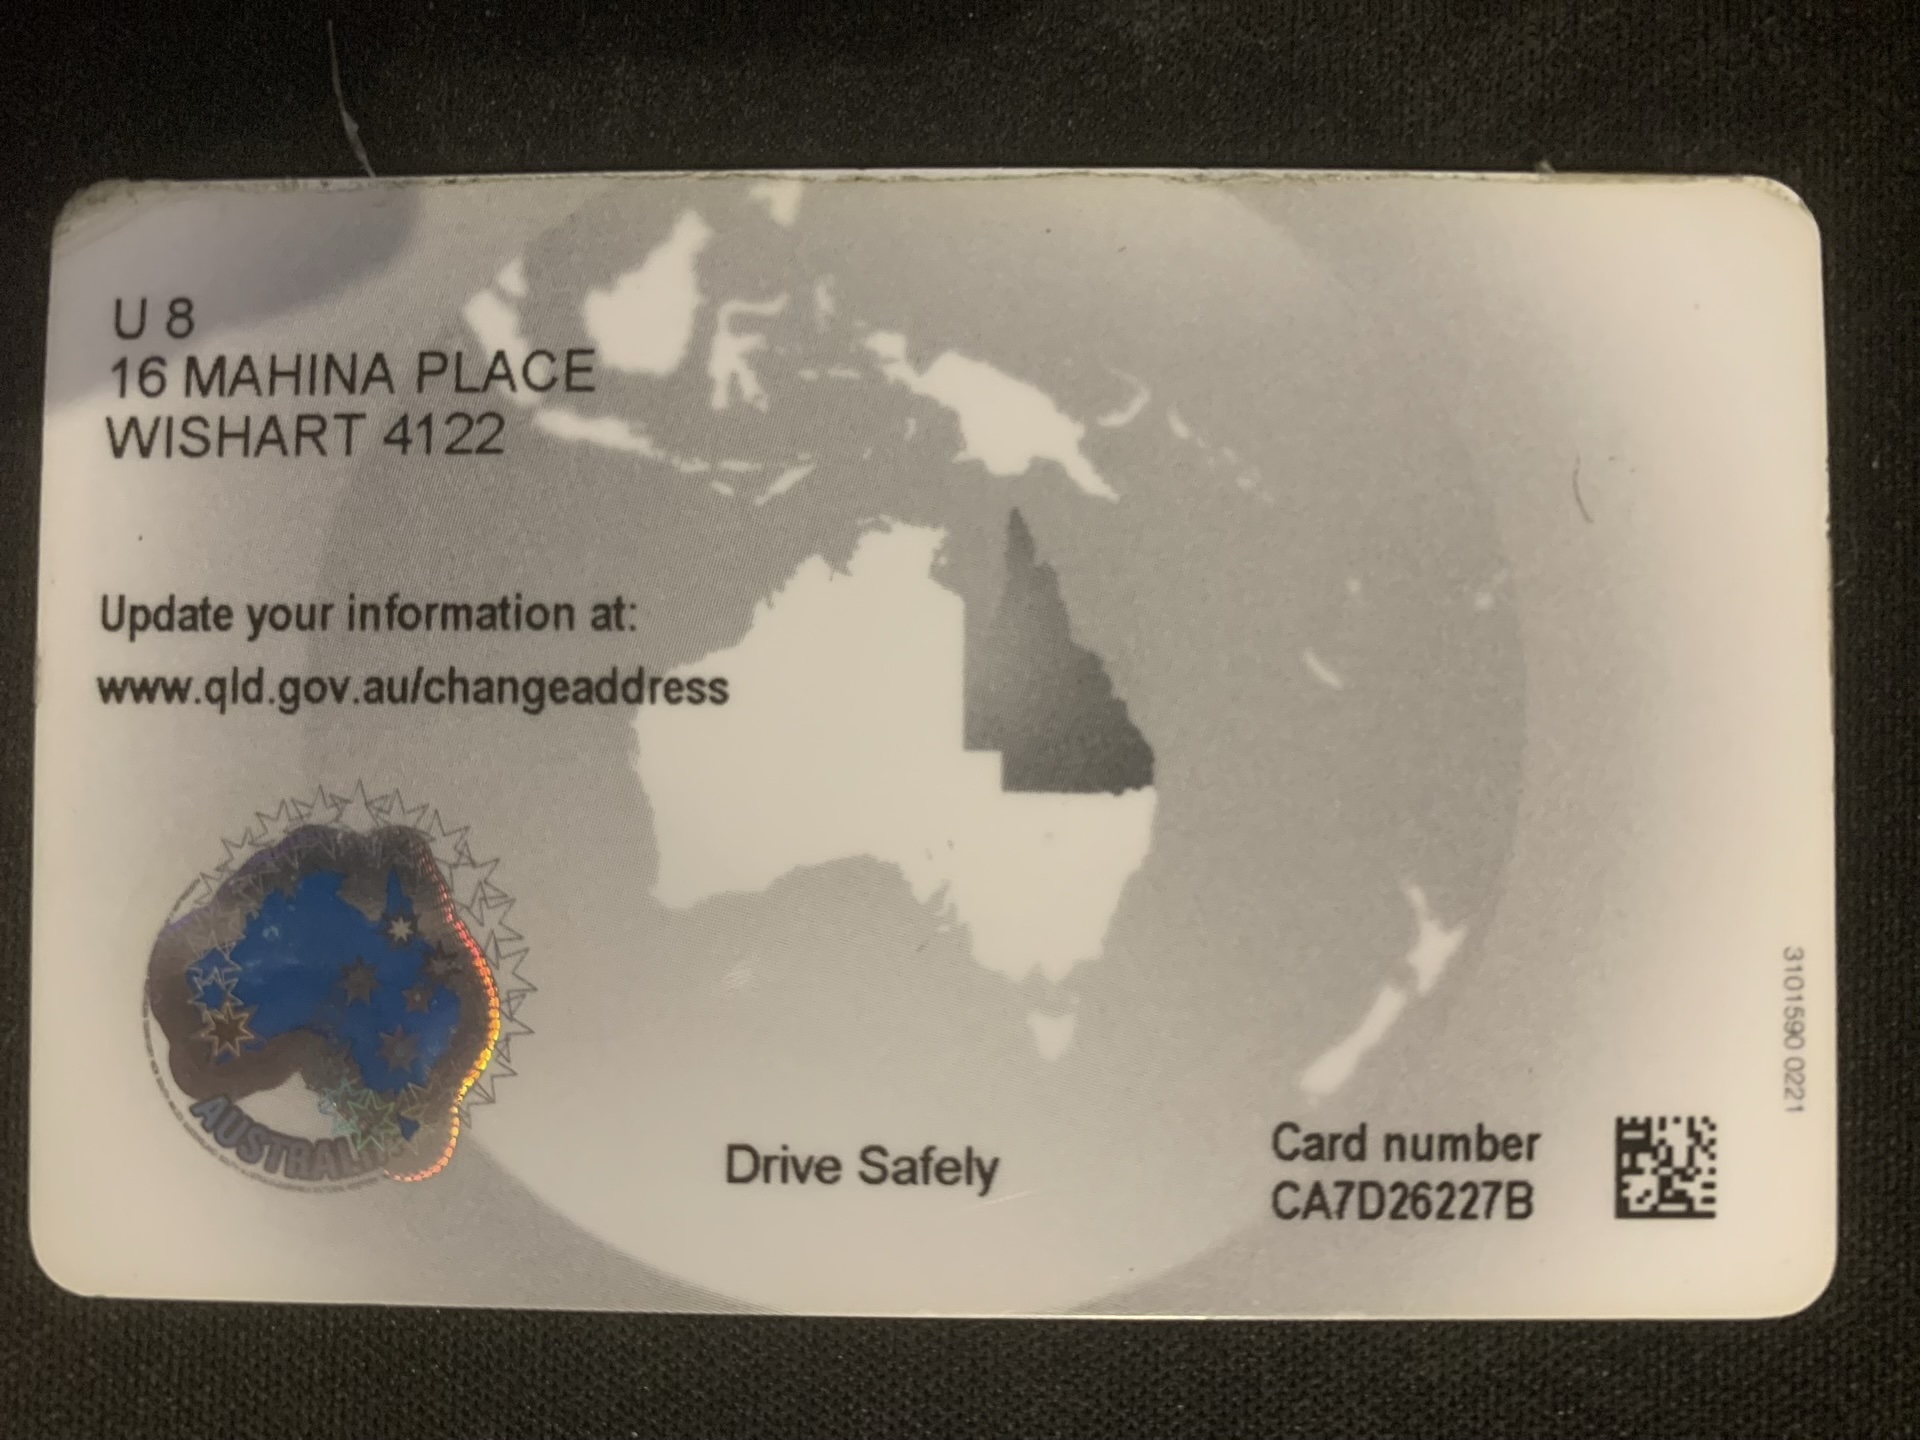 U 8
16 MAHINA PLACE
WISHART 4122
Update your information at:
www.qld.gov.au/changeaddress
AUSTRALIA
Drive Safely
Card number
CA7D26227B
3101590 0221